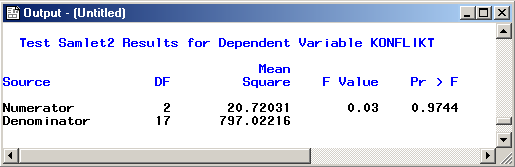 Output - (Untitled)
Test Samlet2 Results for Dependent Variable KONFLIKT
Mean
Source DF Square F Value Pr > F
Numerator 2 20.72031 0.03 0.9744
Denominator 17 797.02216